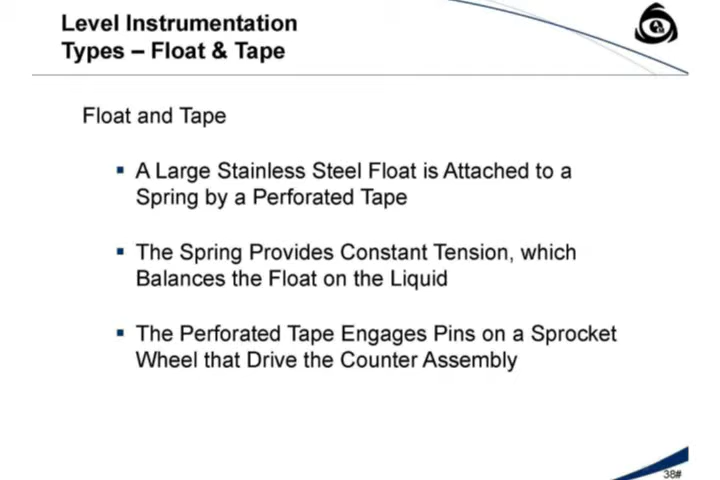 Level Instrumentation
Types – Float & Tape
Float and Tape
▪ A Large Stainless Steel Float is Attached to a
Spring by a Perforated Tape
▪ The Spring Provides Constant Tension, which
Balances the Float on the Liquid
▪ The Perforated Tape Engages Pins on a Sprocket
Wheel that Drive the Counter Assembly
38#